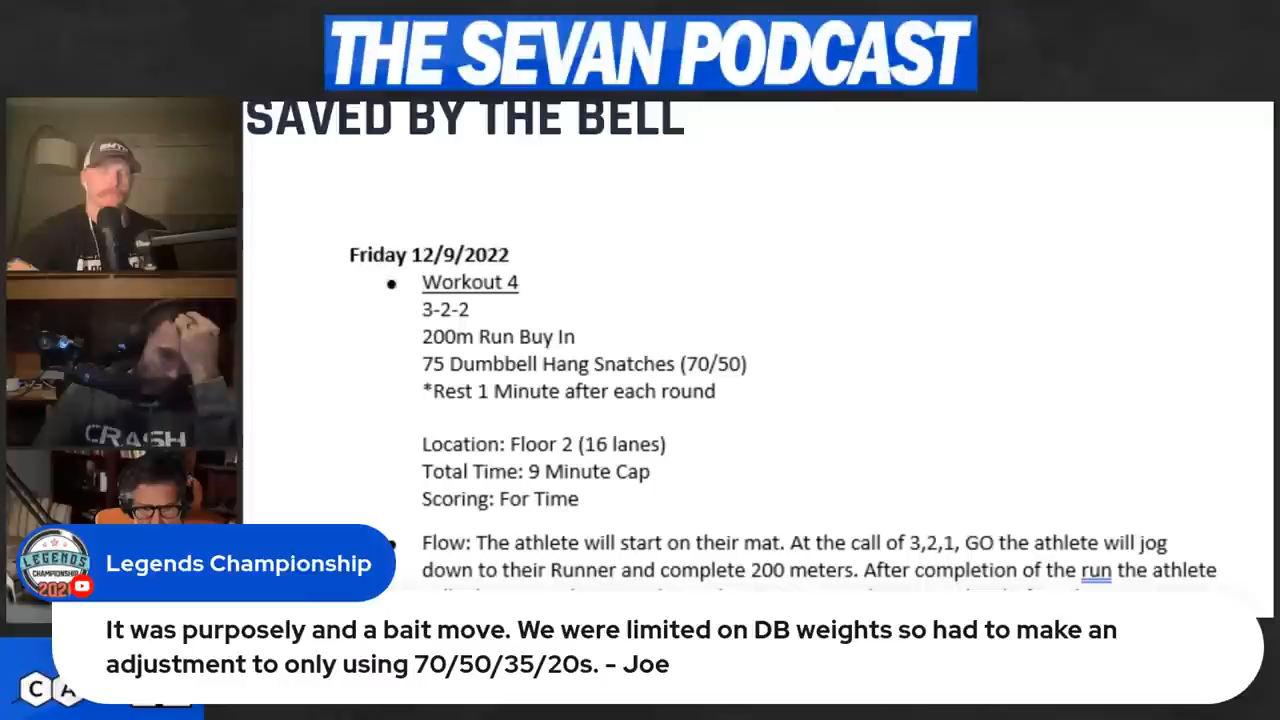 THE SEVAN PODCAST
SAVED BY THE BELL
Friday 12/9/2022
Workout 4
3-2-2
200m Run Buy In
75 Dumbbell Hang Snatches (70/50)
*Rest 1 Minute after each round
Location: Floor 2 (16 lanes)
Total Time: 9 Minute Cap
Scoring: For Time
Flow: The athlete will start on their mat. At the call of 3,2,1, GO the athlete will jog
down to their Runner and complete 200 meters. After completion of the run the athlete
CRASH
LEGENDS
CHAMPIONSHIP
Legends Championship
It was purposely and a bait move. We were limited on DB weights so had to make an
adjustment to only using 70/50/35/20s. - Joe
CA